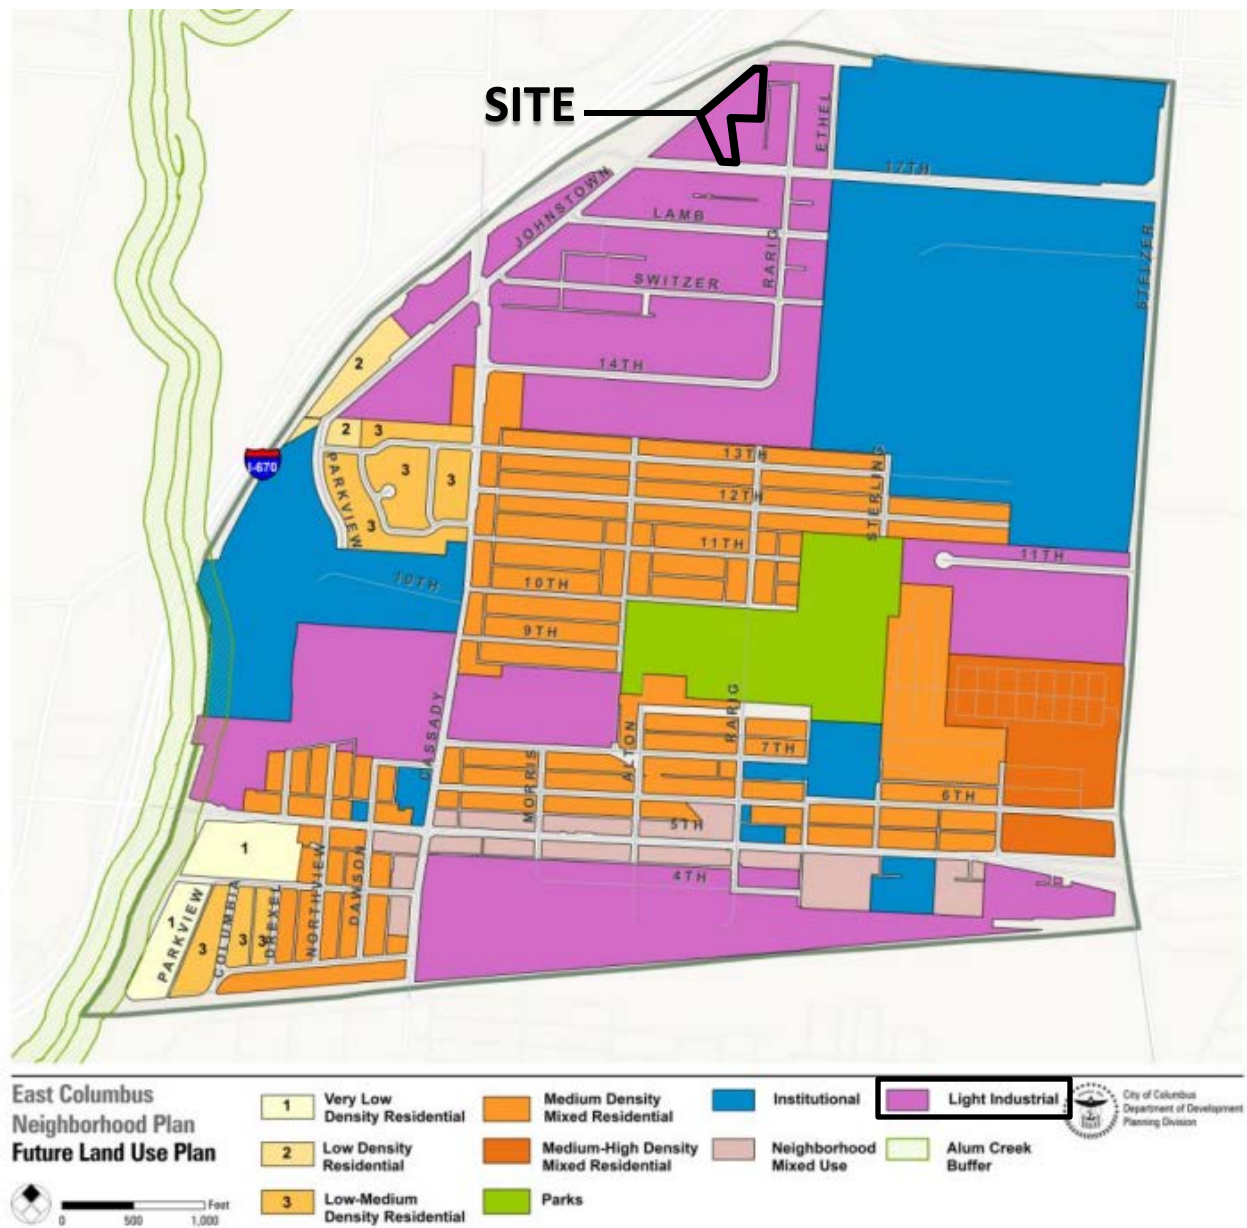 SITE
ETHEL
17TH
JOHNSTOWN
LAMB
RARIG
STELZER
SWITZER
14TH
2
2
3
I-670
13TH
3
3
PARKVIEW
STERLING
12TH
3
11TH
11TH
10TH
10TH
9TH
CASSADY
RARIG
ALTON
7TH
MORRIS
6TH
5TH
1
4TH
NORTHVIEW
DAWSON
PARKVIEW
COLUMBIA
DREXEL
1
3
3
3
East Columbus
Neighborhood Plan
Future Land Use Plan
0 500 1,000 Feet
1 Very Low
Density Residential
2 Low Density
Residential
3 Low-Medium
Density Residential
Medium Density
Mixed Residential
Medium-High Density
Mixed Residential
Parks
Institutional
Neighborhood
Mixed Use
Light Industrial
Alum Creek
Buffer
City of Columbus
Department of Development
Planning Division